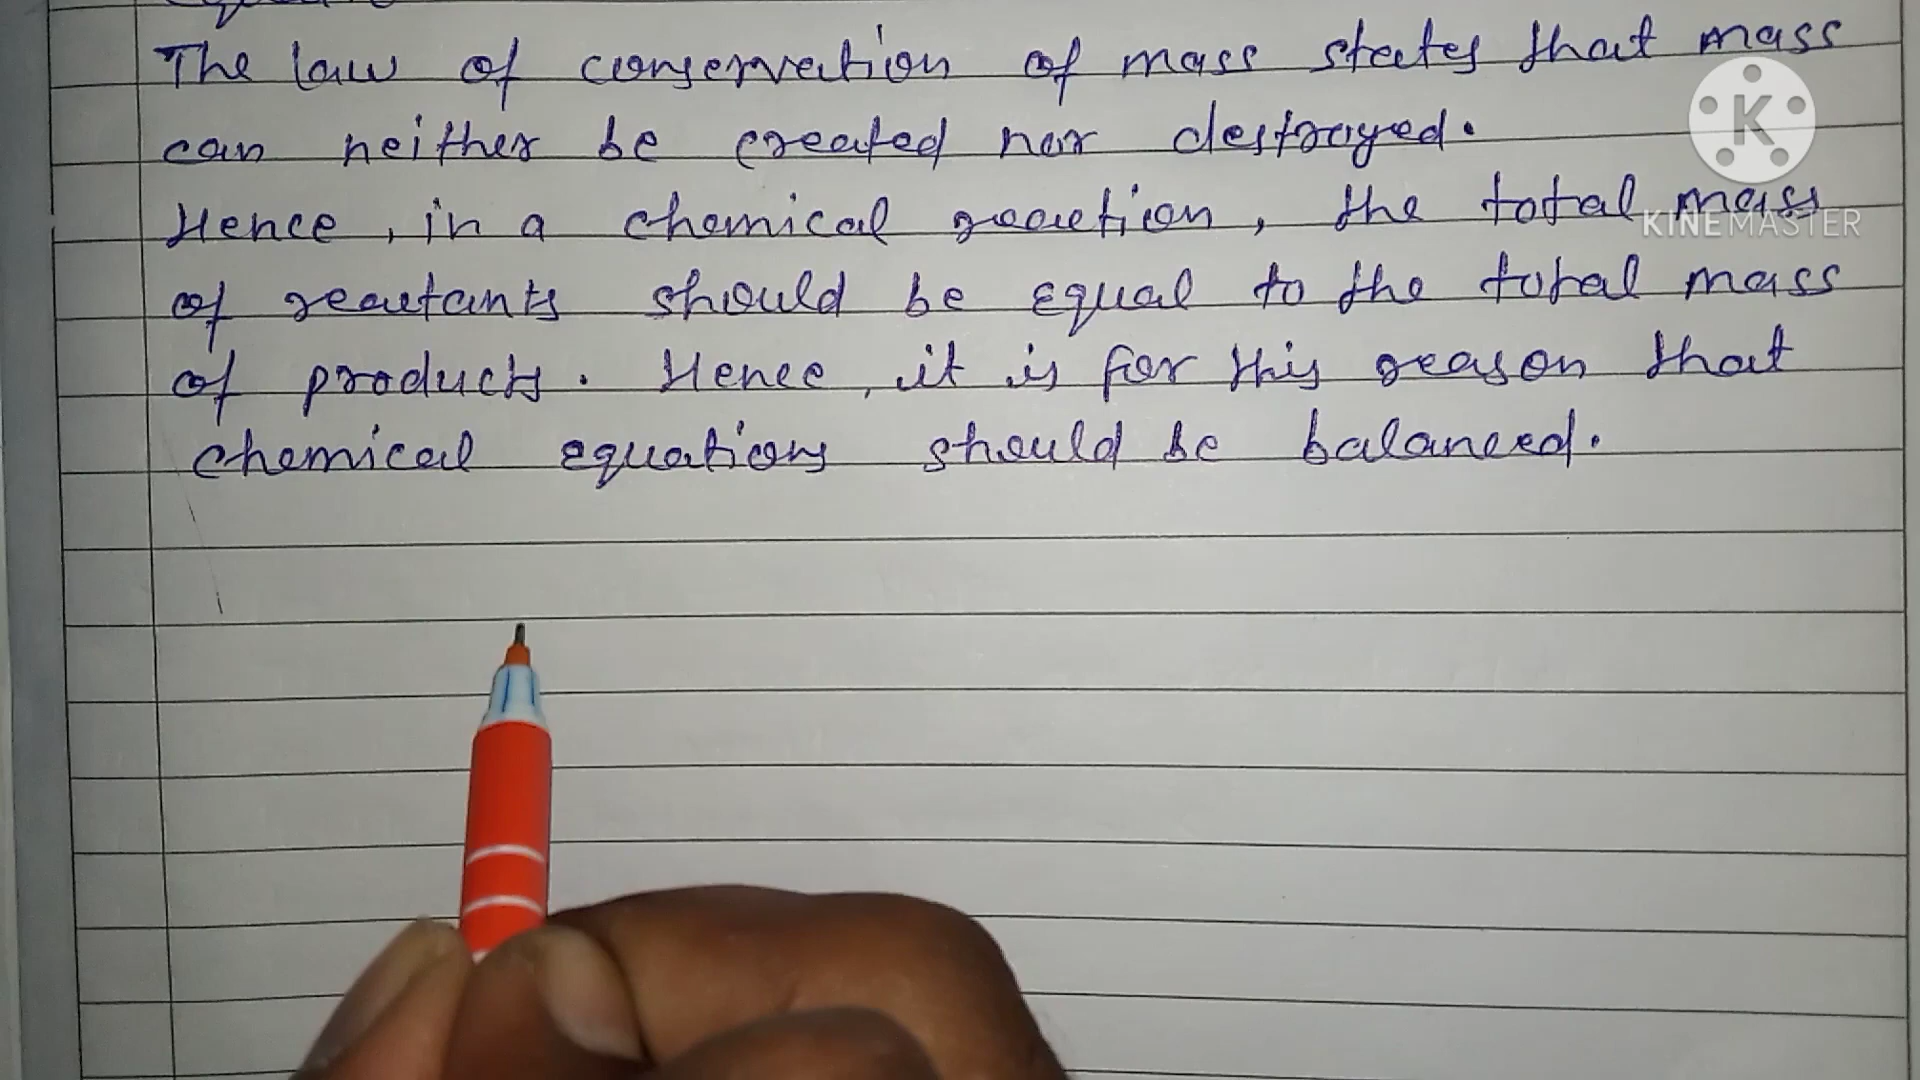 The law of conservation of mass states that mass
can neither be created nor destroyed.
Hence, in a chemical reaction, the total mass
KINEMASTER
of reactants should be equal to the total mass
of products. Hence, it is for this reason that
chemical equations should be balanced.